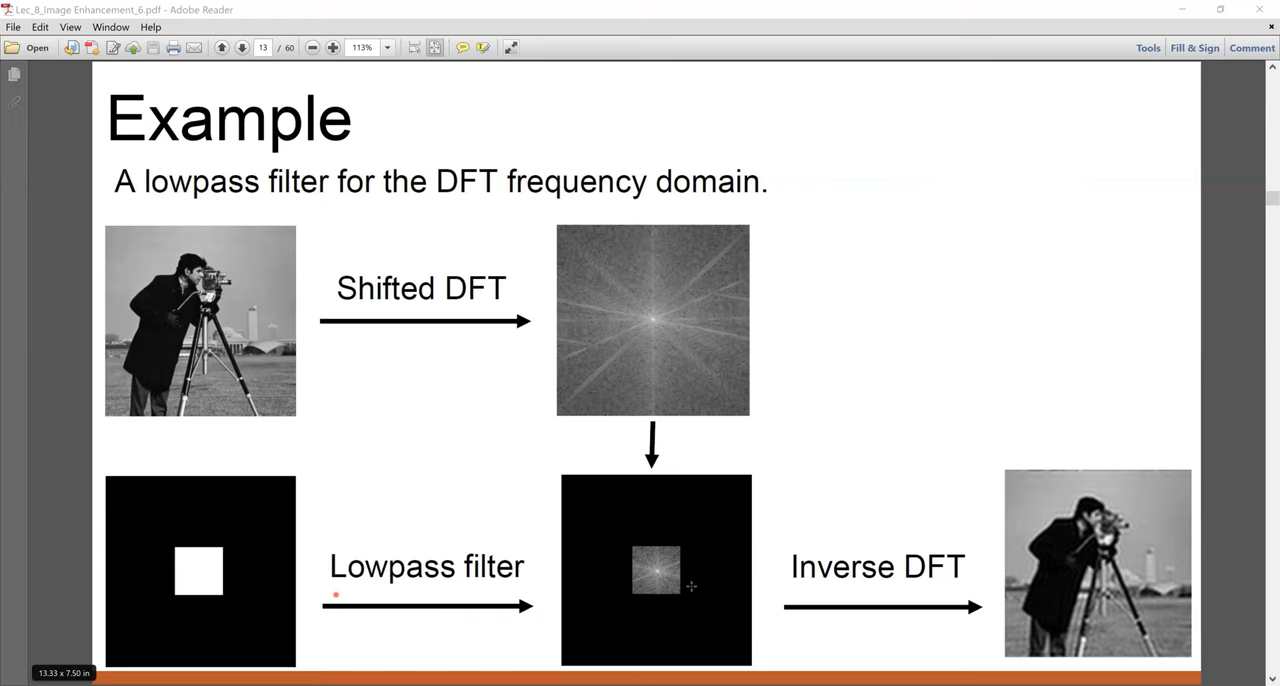 Lec_8_Image Enhancement_6.pdf - Adobe Reader
File Edit View Window Help
Open 13 / 60 113% Tools Fill & Sign Comment
Example
A lowpass filter for the DFT frequency domain.
Shifted DFT
Lowpass filter
Inverse DFT
13.33 x 7.50 in